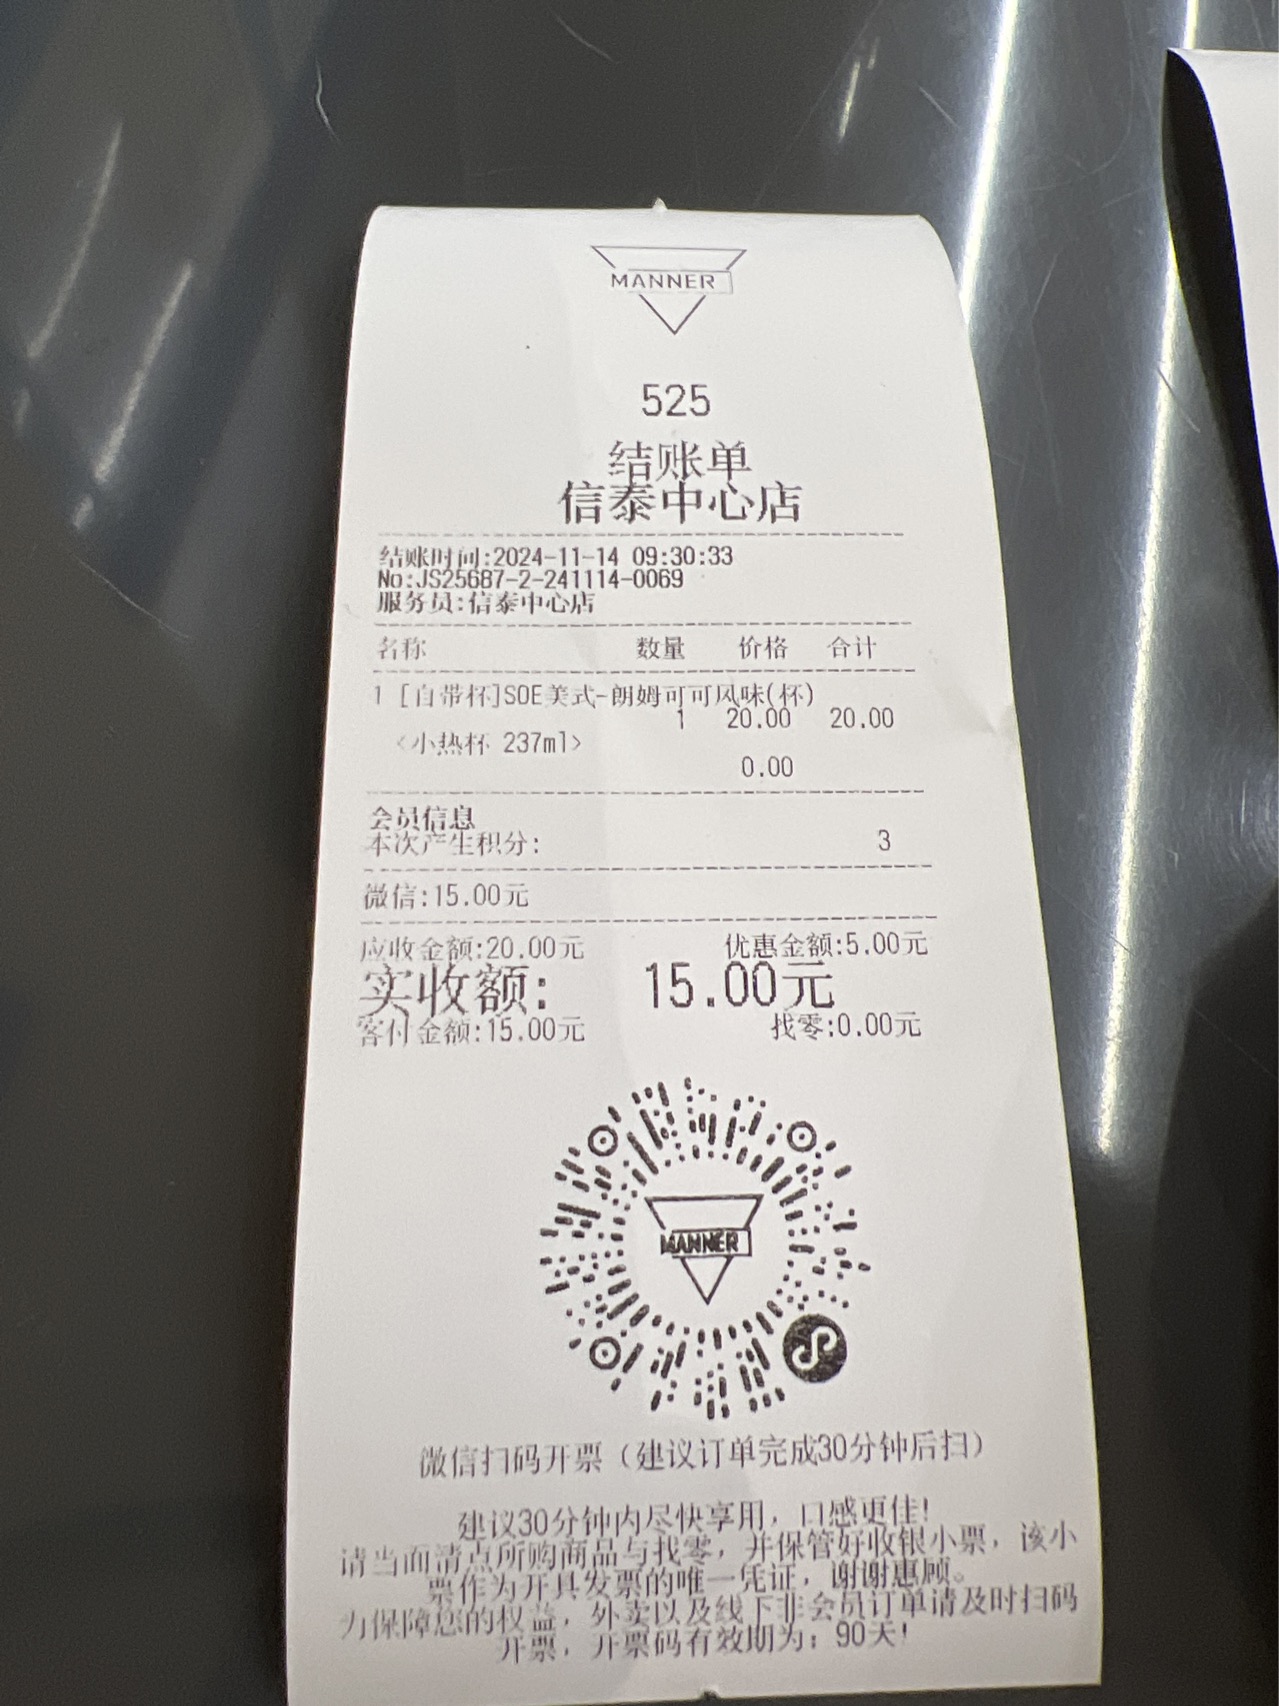 MANNER
525
结账单
信泰中心店
结账时间:2024-11-14 09:30:33
No:JS25687-2-241114-0069
服务员:信泰中心店
名称 数量 价格 合计
1 [自带杯]SOE美式-朗姆可可风味(杯)
1 20.00 20.00
<小热杯 237ml>
0.00
会员信息
本次产生积分: 3
微信:15.00元
应收金额:20.00元 优惠金额:5.00元
实收额: 15.00元
客付金额:15.00元 找零:0.00元
MANNER
微信扫码开票（建议订单完成30分钟后扫）
建议30分钟内尽快享用，口感更佳!
请当面清点所购商品与找零，并保管好收银小票，该小
票作为开具发票的唯一凭证，谢谢惠顾。
为保障您的权益，外卖以及线下非会员订单请及时扫码
开票，开票码有效期为：90天!